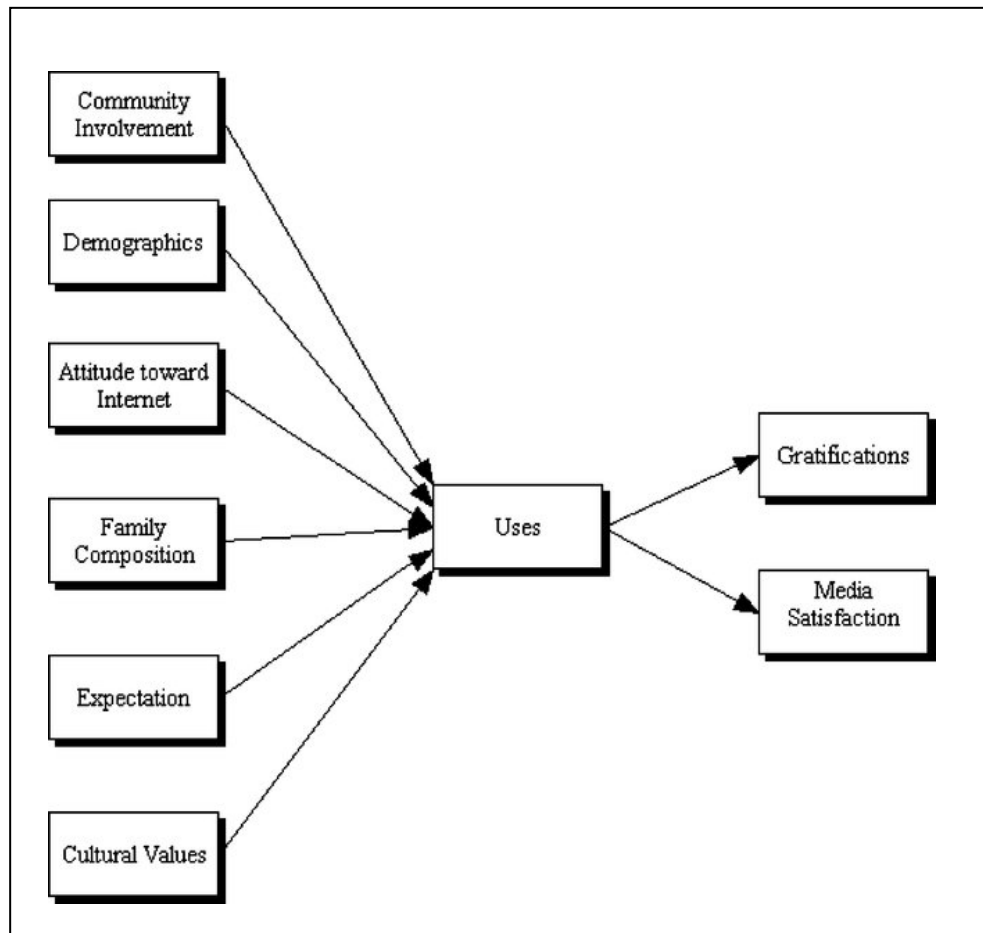 Community
Involvement
Demographics
Attitude toward
Internet
Family
Composition
Expectation
Cultural Values
Uses
Gratifications
Media
Satisfaction